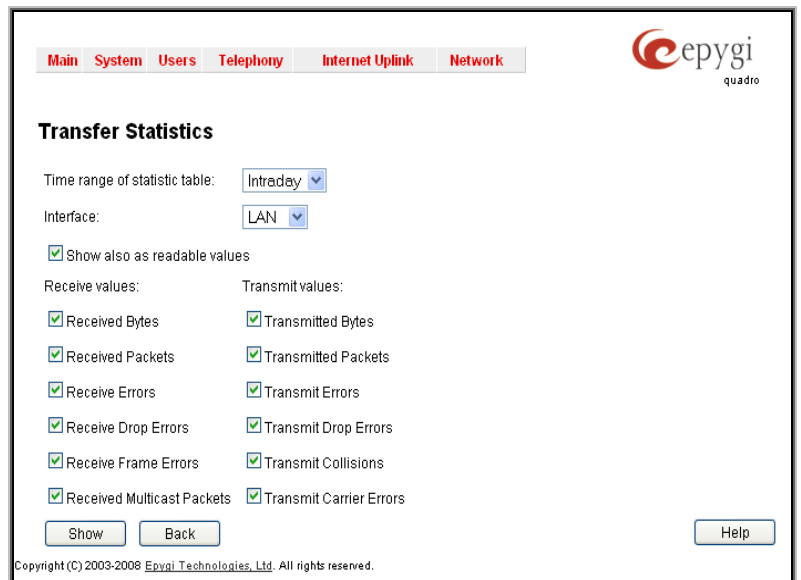 Main System Users Telephony Internet Uplink Network
epygi
quadro
Transfer Statistics
Time range of statistic table: Intraday
Interface: LAN
Show also as readable values
Receive values: Transmit values:
Received Bytes Transmitted Bytes
Received Packets Transmitted Packets
Receive Errors Transmit Errors
Receive Drop Errors Transmit Drop Errors
Receive Frame Errors Transmit Collisions
Received Multicast Packets Transmit Carrier Errors
Show Back Help
Copyright (C) 2003-2008 Epygi Technologies, Ltd. All rights reserved.